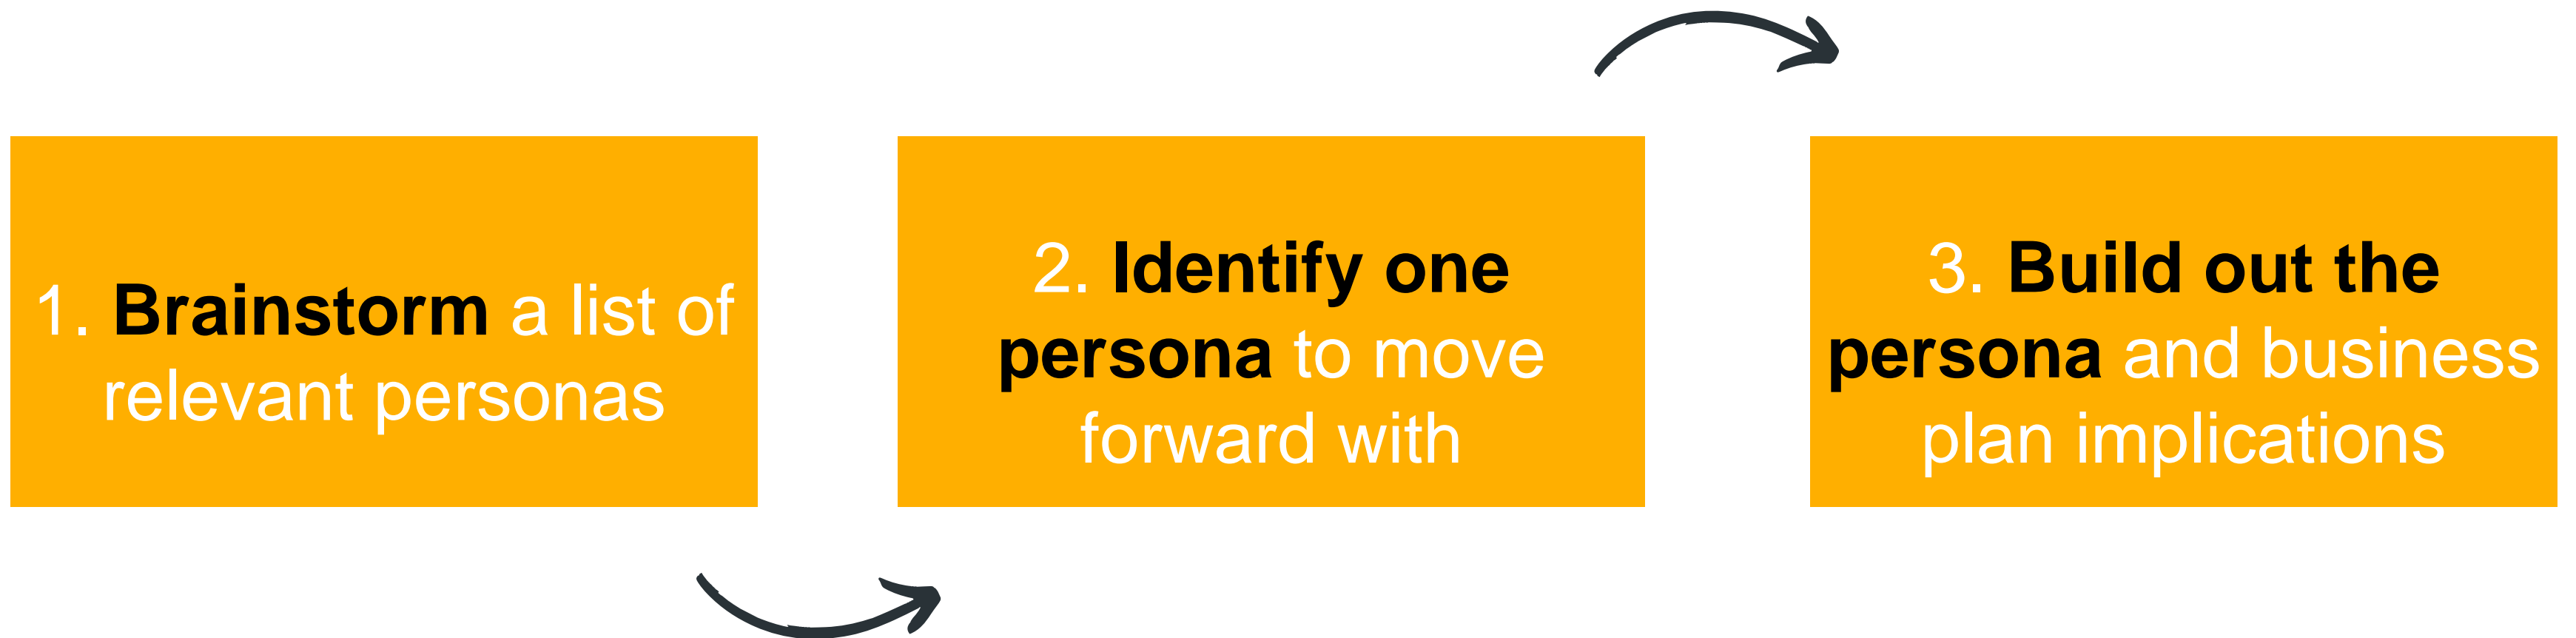 1. Brainstorm a list of
relevant personas
2. Identify one
persona to move
forward with
3. Build out the
persona and business
plan implications